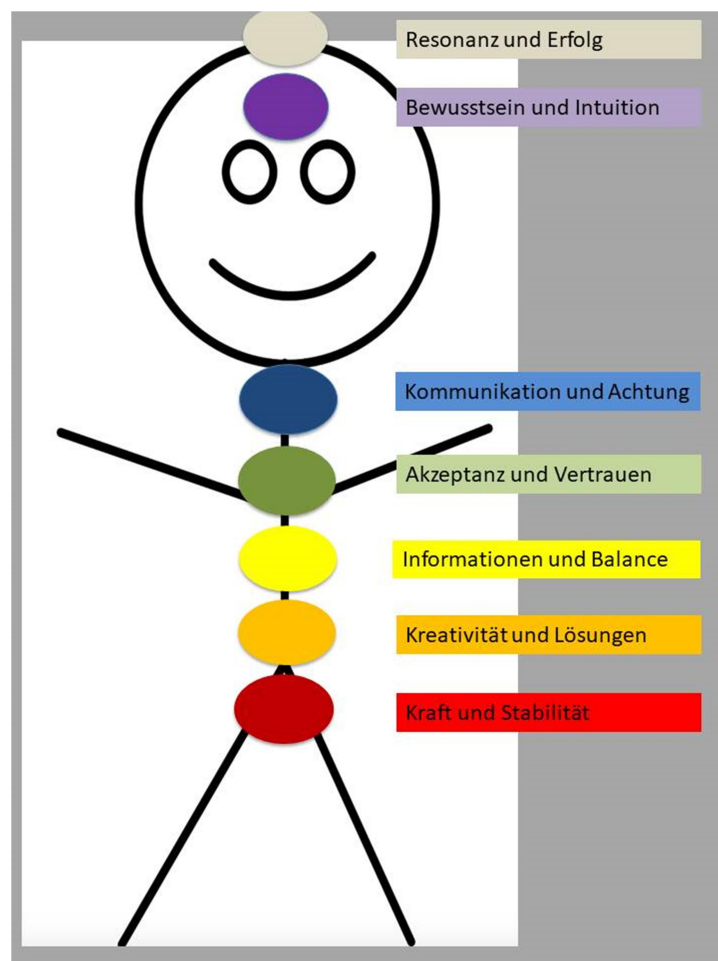 Resonanz und Erfolg
Bewusstsein und Intuition
Kommunikation und Achtung
Akzeptanz und Vertrauen
Informationen und Balance
Kreativität und Lösungen
Kraft und Stabilität